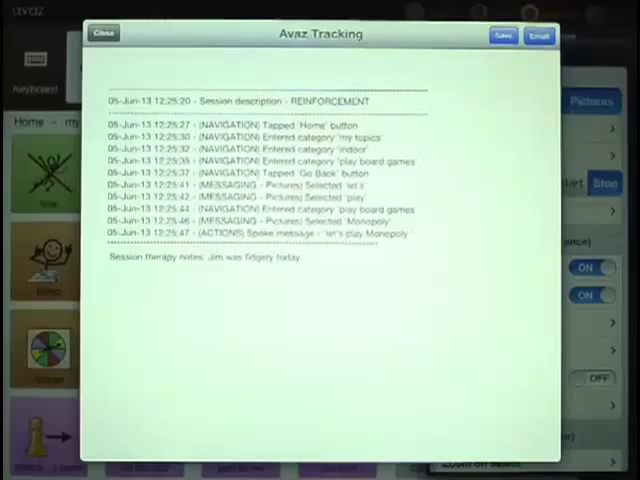 avaz
Close
Avaz Tracking
Save
Email
Keyboard
Pictures
Home - my
05-Jun-13 12:25:20 - Session description - REINFORCEMENT
05-Jun-13 12:25:27 - (NAVIGATION) Tapped 'Home' button
05-Jun-13 12:25:30 - (NAVIGATION) Entered category 'my topics'
05-Jun-13 12:25:32 - (NAVIGATION) Entered category 'indoor'
05-Jun-13 12:25:35 - (NAVIGATION) Entered category 'play board games'
05-Jun-13 12:25:37 - (NAVIGATION) Tapped 'Go Back' button
05-Jun-13 12:25:41 - (MESSAGING - Pictures) Selected 'let's'
05-Jun-13 12:25:42 - (MESSAGING - Pictures) Selected 'play'
05-Jun-13 12:25:44 - (NAVIGATION) Entered category 'play board games'
05-Jun-13 12:25:46 - (MESSAGING - Pictures) Selected 'Monopoly'
05-Jun-13 12:25:47 - (ACTIONS) Spoke message - 'let's play Monopoly '
Session therapy notes: Jim was fidgety today
Start
Stop
ON
ON
OFF
Zoom on select